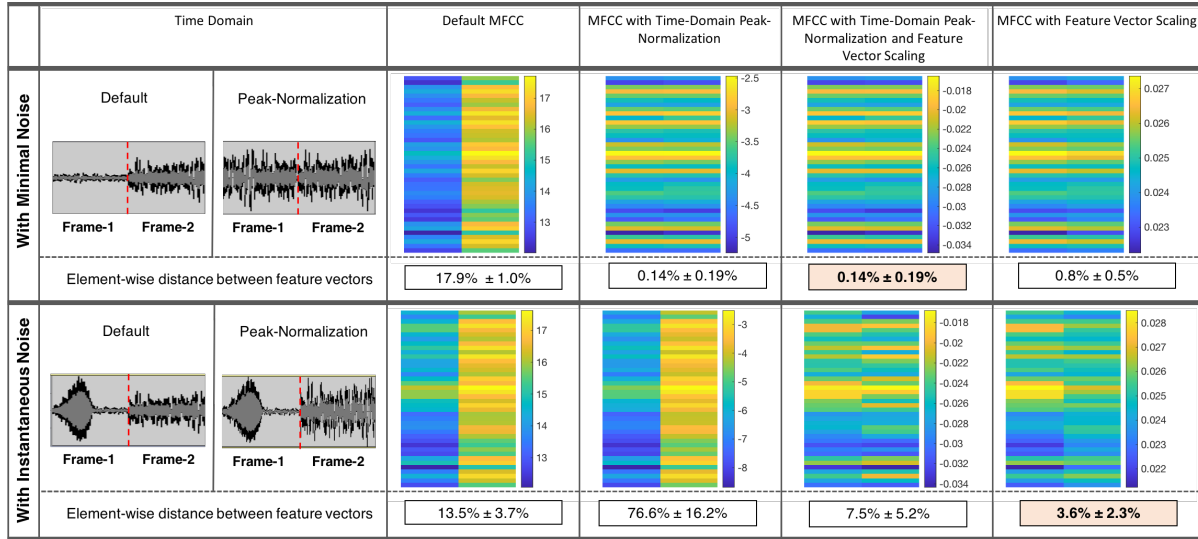 Time Domain
Default MFCC
MFCC with Time-Domain Peak-
Normalization
MFCC with Time-Domain Peak-
Normalization and Feature
Vector Scaling
MFCC with Feature Vector Scaling
With Minimal Noise
Default
Peak-Normalization
Frame-1
Frame-2
Frame-1
Frame-2
17
16
15
14
13
-2.5
-3
-3.5
-4
-4.5
-5
-0.018
-0.02
-0.022
-0.024
-0.026
-0.028
-0.03
-0.032
-0.034
0.027
0.026
0.025
0.024
0.023
Element-wise distance between feature vectors
17.9% ± 1.0%
0.14% ± 0.19%
0.14% ± 0.19%
0.8% ± 0.5%
With Instantaneous Noise
Default
Peak-Normalization
Frame-1
Frame-2
Frame-1
Frame-2
17
16
15
14
13
-3
-4
-5
-6
-7
-8
-0.018
-0.02
-0.022
-0.024
-0.026
-0.028
-0.03
-0.032
-0.034
0.028
0.027
0.026
0.025
0.024
0.023
0.022
Element-wise distance between feature vectors
13.5% ± 3.7%
76.6% ± 16.2%
7.5% ± 5.2%
3.6% ± 2.3%